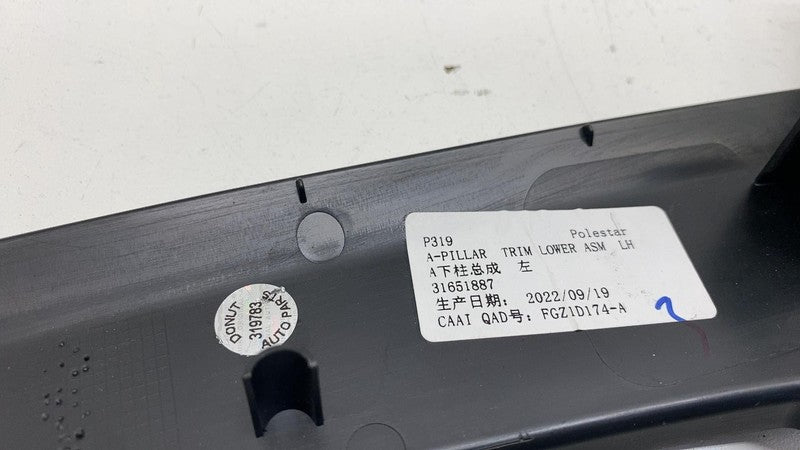 P319 Polestar
A-PILLAR TRIM LOWER ASM LH
A下柱总成 左
31651887
生产日期: 2022/09/19
CAAI QAD号: FGZ1D174-A
DONUT
319783
AUTO PARTS